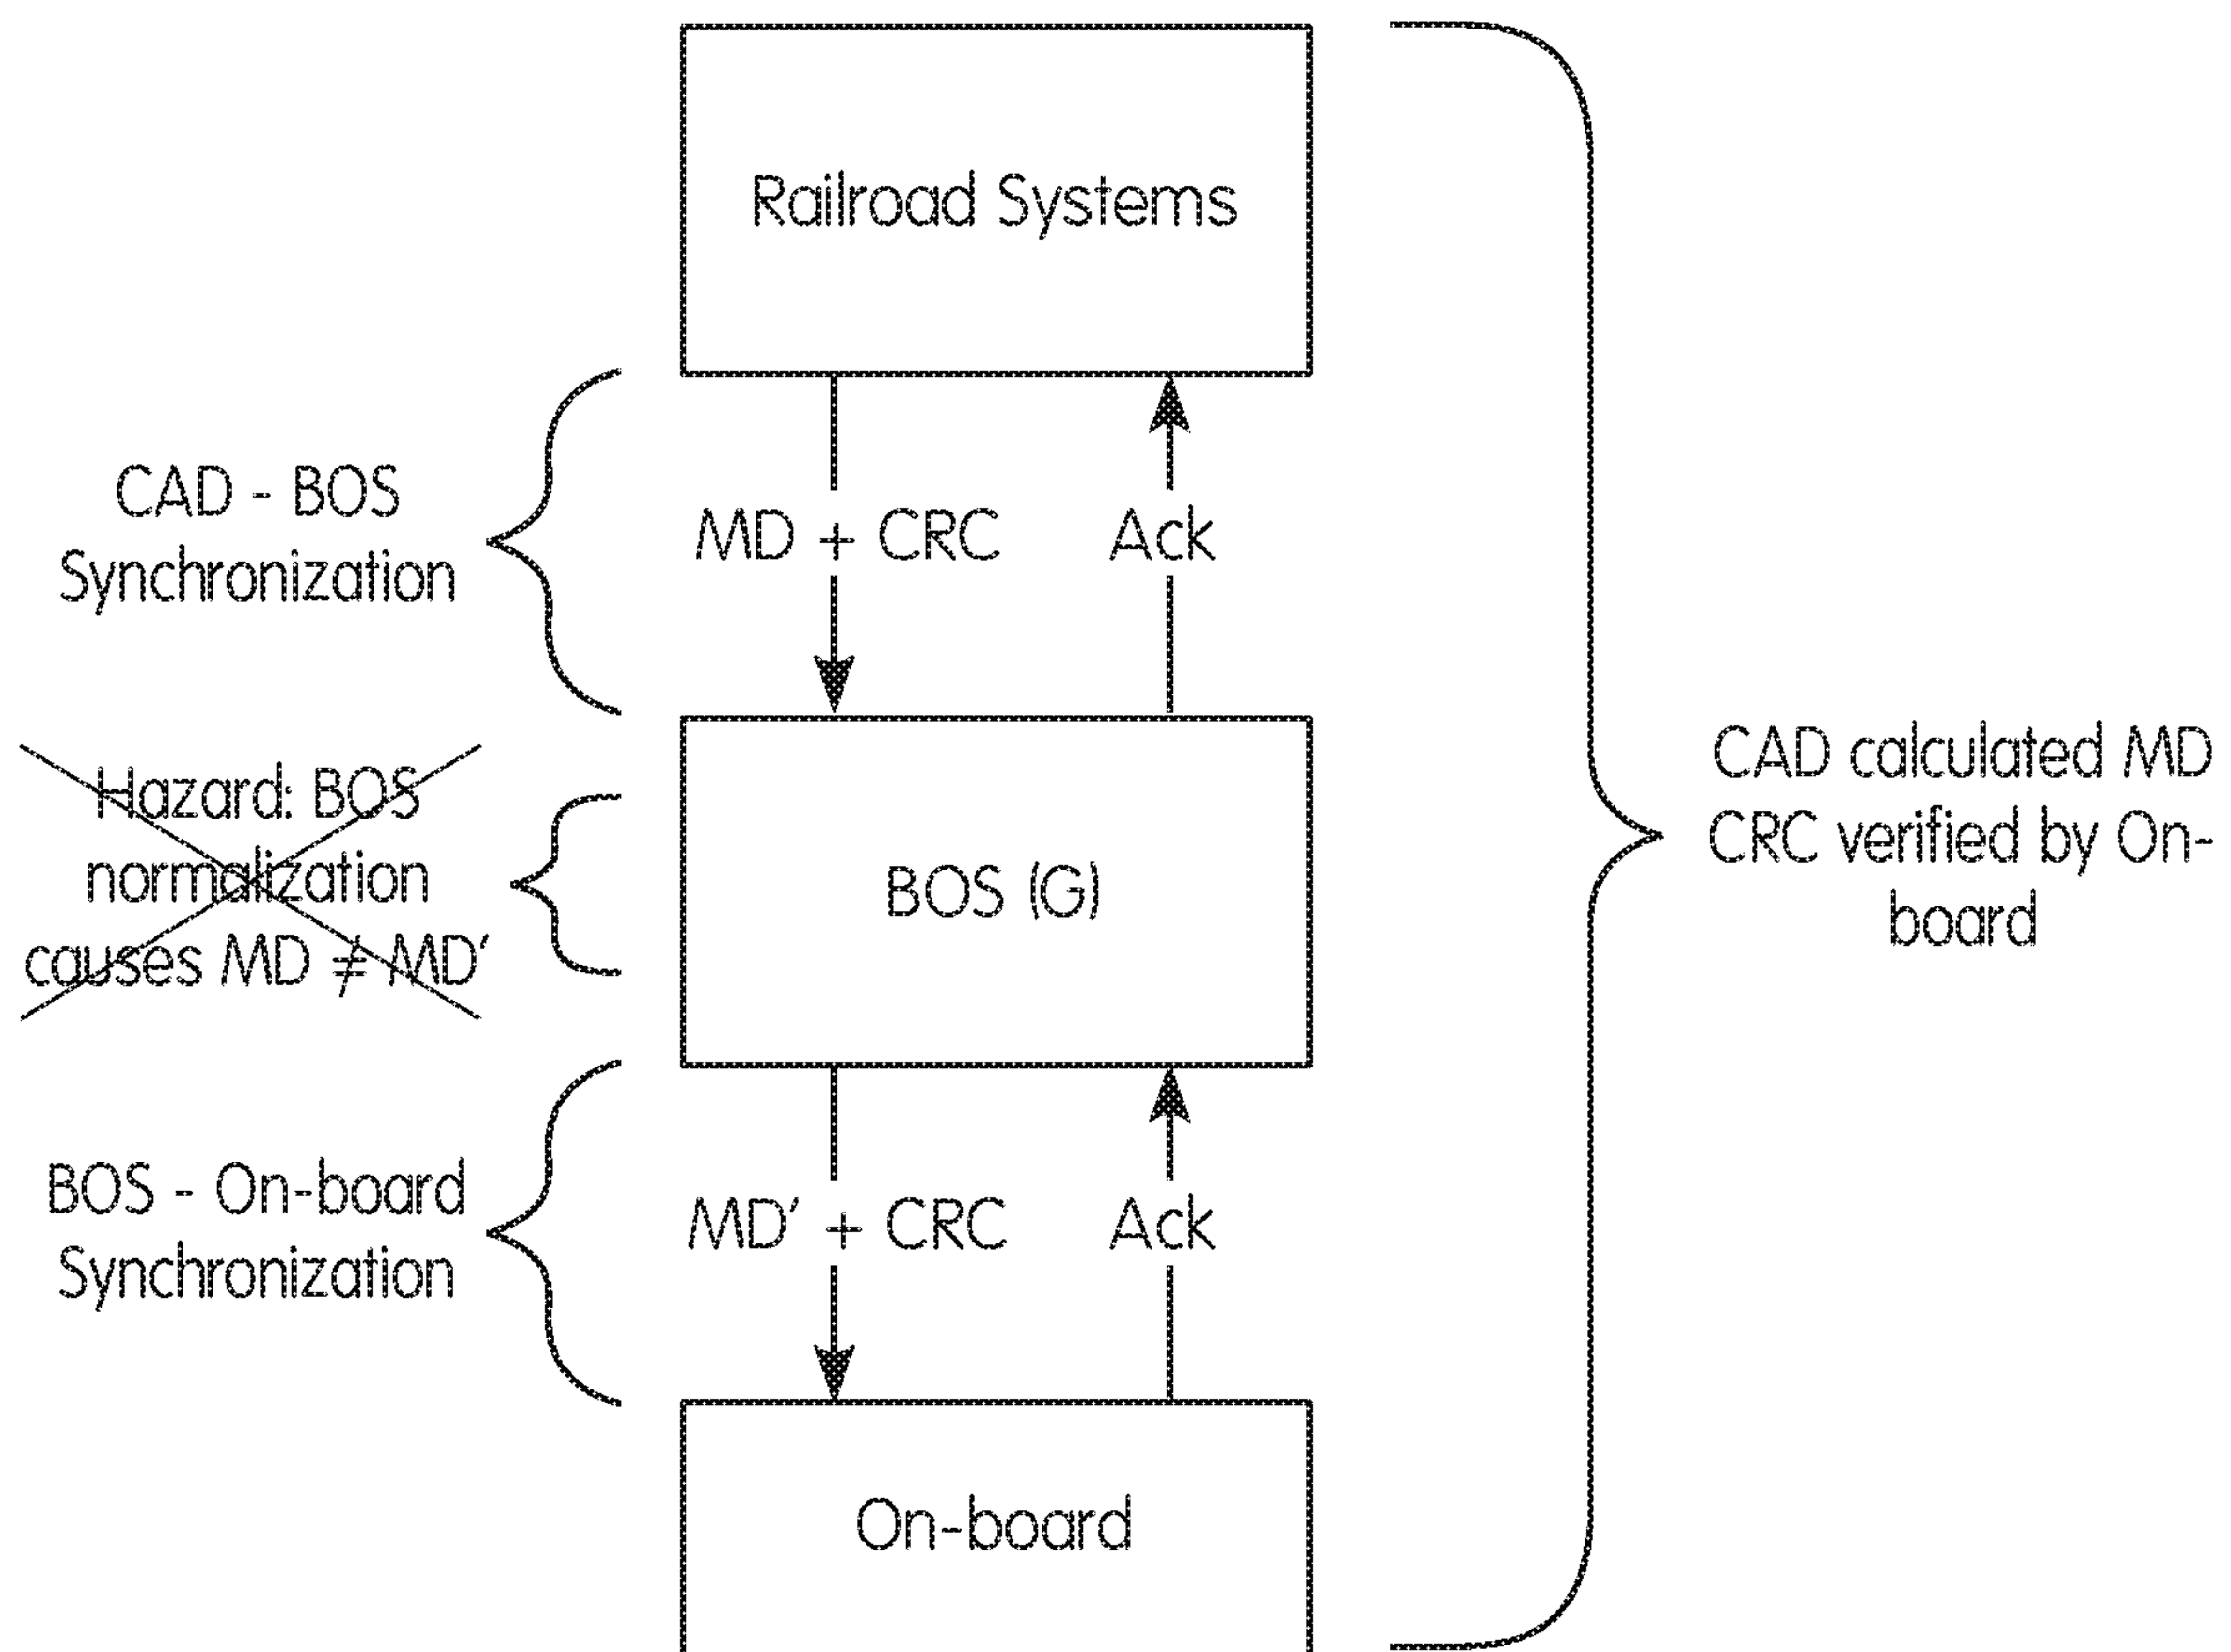 Railroad Systems
CAD - BOS
Synchronization
MD + CRC
Ack
Hazard: BOS
normalization
causes MD ≠ MD'
BOS (G)
CAD calculated MD
CRC verified by On-
board
BOS - On-board
Synchronization
MD' + CRC
Ack
On-board